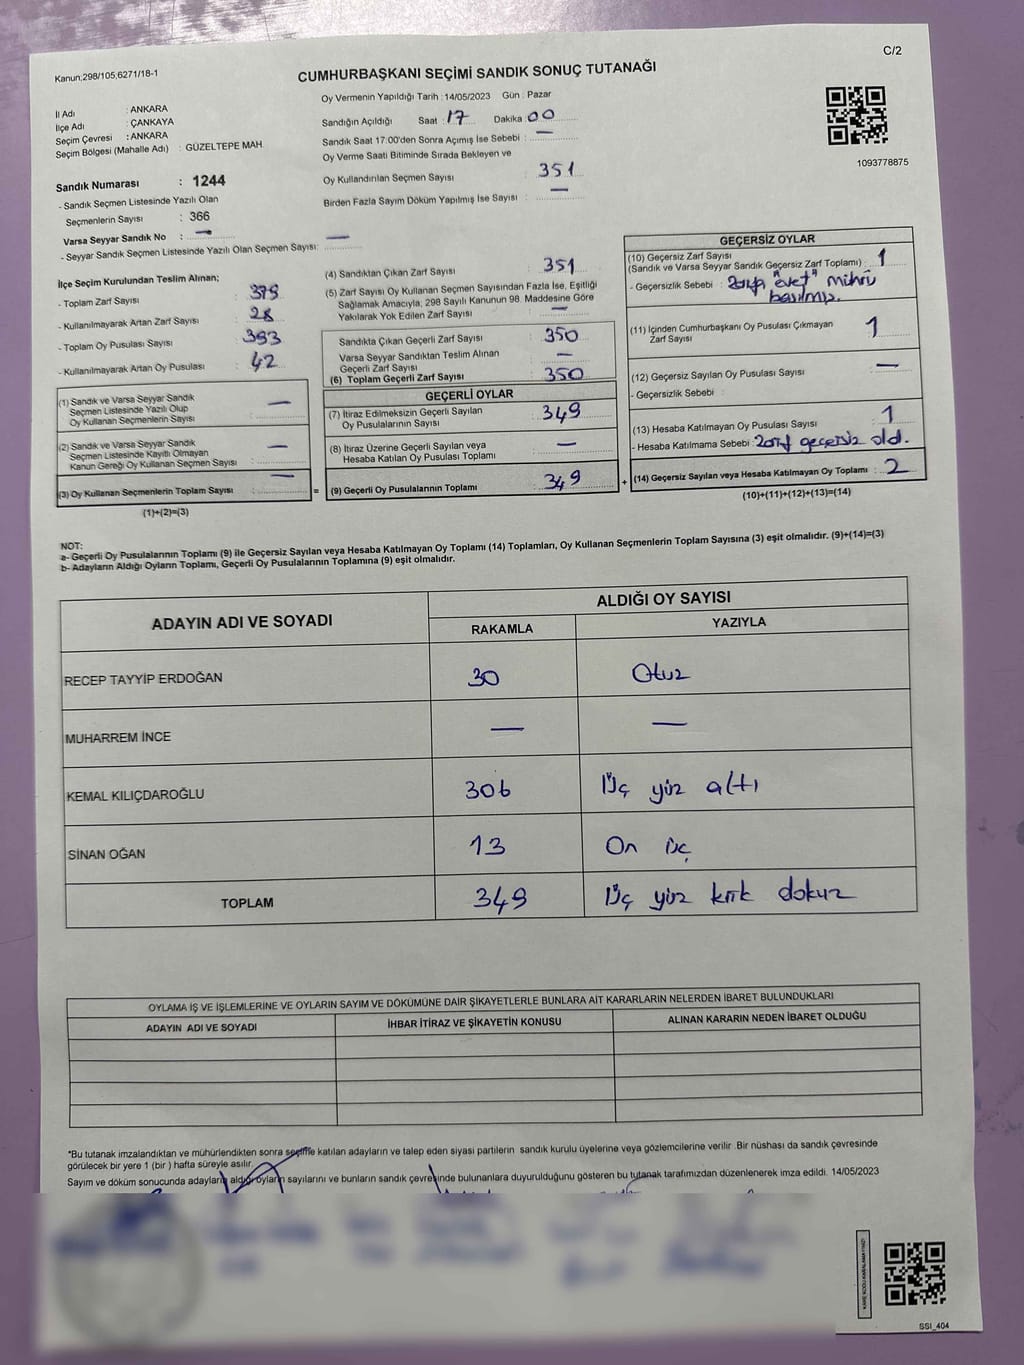 C/2
Kanun;298/105,6271/18-1
CUMHURBAŞKANI SEÇİMİ SANDIK SONUÇ TUTANAĞI
Oy Vermenin Yapıldığı Tarih : 14/05/2023 Gün : Pazar
İl Adı : ANKARA
İlçe Adı : ÇANKAYA
Seçim Çevresi : ANKARA
Seçim Bölgesi (Mahalle Adı) : GÜZELTEPE MAH.
Sandığın Açıldığı Saat : 17 Dakika : 00
Sandık Saat 17:00'den Sonra Açımış İse Sebebi : —
Oy Verme Saati Bitiminde Sırada Bekleyen ve
Oy Kullandırılan Seçmen Sayısı : 351
Birden Fazla Sayım Döküm Yapılmış İse Sayısı : —
1093778875
Sandık Numarası : 1244
- Sandık Seçmen Listesinde Yazılı Olan
Seçmenlerin Sayısı : 366
Varsa Seyyar Sandık No : —
- Seyyar Sandık Seçmen Listesinde Yazılı Olan Seçmen Sayısı: —
İlçe Seçim Kurulundan Teslim Alınan;
- Toplam Zarf Sayısı : 379
- Kullanılmayarak Artan Zarf Sayısı : 28
- Toplam Oy Pusulası Sayısı : 393
- Kullanılmayarak Artan Oy Pusulası : 42
(1) Sandık ve Varsa Seyyar Sandık
Seçmen Listesinde Yazılı Olup
Oy Kullanan Seçmenlerin Sayısı : —
(2) Sandık ve Varsa Seyyar Sandık
Seçmen Listesinde Kayıtlı Olmayan
Kanun Gereği Oy Kullanan Seçmen Sayısı : —
(3) Oy Kullanan Seçmenlerin Toplam Sayısı : —
(1)+(2)=(3)
(4) Sandıktan Çıkan Zarf Sayısı : 351
(5) Zarf Sayısı Oy Kullanan Seçmen Sayısından Fazla İse, Eşitliği
Sağlamak Amacıyla, 298 Sayılı Kanunun 98. Maddesine Göre
Yakılarak Yok Edilen Zarf Sayısı : —
Sandıkta Çıkan Geçerli Zarf Sayısı : 350
Varsa Seyyar Sandıktan Teslim Alınan
Geçerli Zarf Sayısı : —
(6) Toplam Geçerli Zarf Sayısı : 350
GEÇERLİ OYLAR
(7) İtiraz Edilmeksizin Geçerli Sayılan
Oy Pusulalarının Sayısı : 349
(8) İtiraz Üzerine Geçerli Sayılan veya
Hesaba Katılan Oy Pusulası Toplamı : —
= (9) Geçerli Oy Pusulalarının Toplamı : 349
GEÇERSİZ OYLAR
(10) Geçersiz Zarf Sayısı
(Sandık ve Varsa Seyyar Sandık Geçersiz Zarf Toplamı) : 1
- Geçersizlik Sebebi : Zarfa "evet" mührü
basılmış.
(11) İçinden Cumhurbaşkanı Oy Pusulası Çıkmayan
Zarf Sayısı : 1
(12) Geçersiz Sayılan Oy Pusulası Sayısı : —
- Geçersizlik Sebebi :
(13) Hesaba Katılmayan Oy Pusulası Sayısı : 1
- Hesaba Katılmama Sebebi : Zarf geçersiz old.
+ (14) Geçersiz Sayılan veya Hesaba Katılmayan Oy Toplamı : 2
(10)+(11)+(12)+(13)=(14)
NOT:
a- Geçerli Oy Pusulalarının Toplamı (9) ile Geçersiz Sayılan veya Hesaba Katılmayan Oy Toplamı (14) Toplamları, Oy Kullanan Seçmenlerin Toplam Sayısına (3) eşit olmalıdır. (9)+(14)=(3)
b- Adayların Aldığı Oyların Toplamı, Geçerli Oy Pusulalarının Toplamına (9) eşit olmalıdır.
ADAYIN ADI VE SOYADI ALDIĞI OY SAYISI
RAKAMLA YAZIYLA
RECEP TAYYİP ERDOĞAN 30 Otuz
MUHARREM İNCE — —
KEMAL KILIÇDAROĞLU 306 Üç yüz altı
SİNAN OĞAN 13 On üç
TOPLAM 349 Üç yüz kırk dokuz
OYLAMA İŞ VE İŞLEMLERİNE VE OYLARIN SAYIM VE DÖKÜMÜNE DAİR ŞİKAYETLERLE BUNLARA AİT KARARLARIN NELERDEN İBARET BULUNDUKLARI
ADAYIN ADI VE SOYADI İHBAR İTİRAZ VE ŞİKAYETİN KONUSU ALINAN KARARIN NEDEN İBARET OLDUĞU
*Bu tutanak imzalandıktan ve mühürlendikten sonra seçime katılan adayların ve talep eden siyasi partilerin sandık kurulu üyelerine veya gözlemcilerine verilir .Bir nüshası da sandık çevresinde
görülecek bir yere 1 (bir ) hafta süreyle asılır.
Sayım ve döküm sonucunda adayların aldığı oyların sayılarını ve bunların sandık çevresinde bulunanlara duyurulduğunu gösteren bu tutanak tarafımızdan düzenlenerek imza edildi. 14/05/2023
KARE KODU KARALAMAYINIZ!
SSI_404